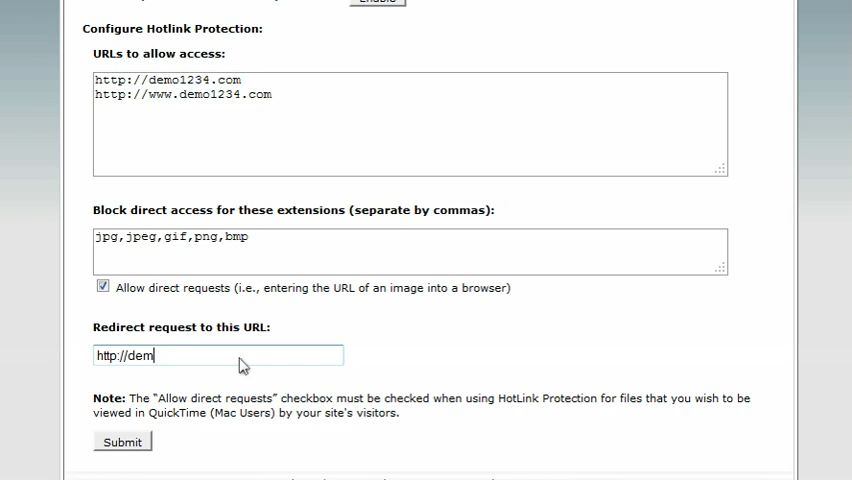 Enable
Configure Hotlink Protection:
URLs to allow access:
http://demo1234.com
http://www.demo1234.com
Block direct access for these extensions (separate by commas):
jpg,jpeg,gif,png,bmp
Allow direct requests (i.e., entering the URL of an image into a browser)
Redirect request to this URL:
http://dem
Note: The “Allow direct requests” checkbox must be checked when using HotLink Protection for files that you wish to be
viewed in QuickTime (Mac Users) by your site's visitors.
Submit